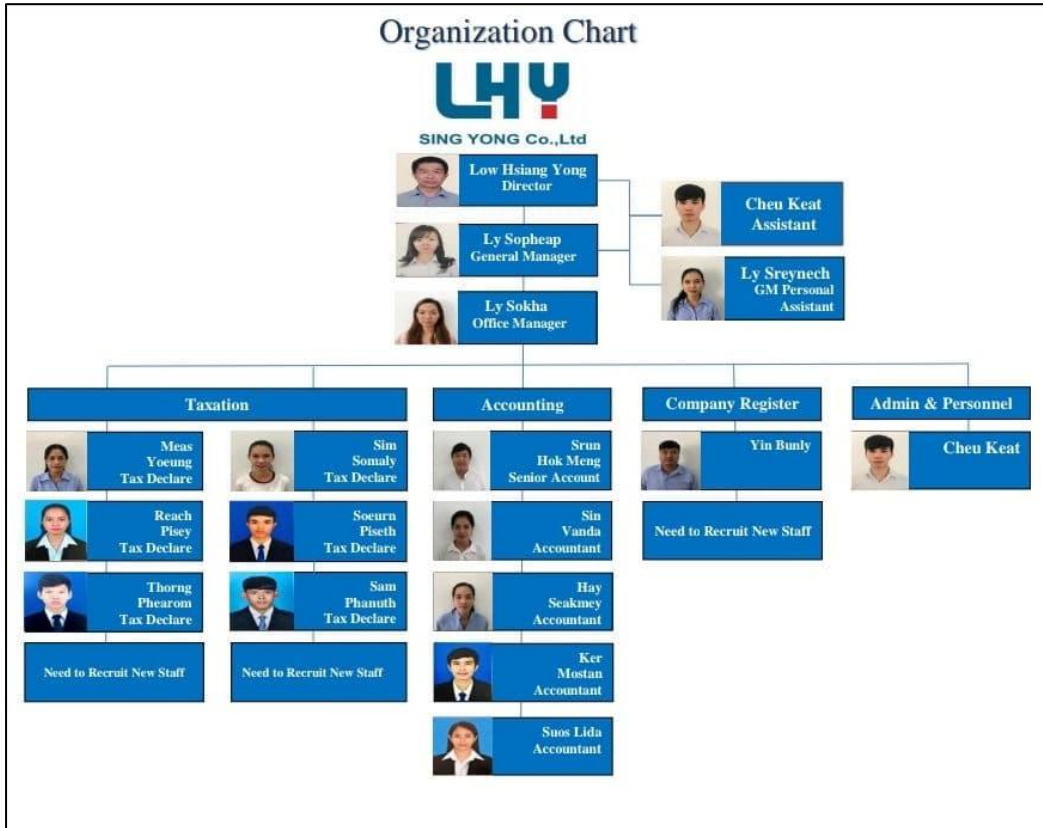 Organization Chart
LHY
SING YONG Co.,Ltd
Low Hsiang Yong
Director
Cheu Keat
Assistant
Ly Sopheap
General Manager
Ly Sreynech
GM Personal
Assistant
Ly Sokha
Office Manager
Taxation
Accounting
Company Register
Admin & Personnel
Meas
Yoeung
Tax Declare
Sim
Somaly
Tax Declare
Srun
Hok Meng
Senior Account
Yin Bunly
Cheu Keat
Reach
Pisey
Tax Declare
Soeurn
Piseth
Tax Declare
Sin
Vanda
Accountant
Need to Recruit New Staff
Thorng
Phearom
Tax Declare
Sam
Phanuth
Tax Declare
Hay
Seakmey
Accountant
Need to Recruit New Staff
Need to Recruit New Staff
Ker
Mostan
Accountant
Suos Lida
Accountant